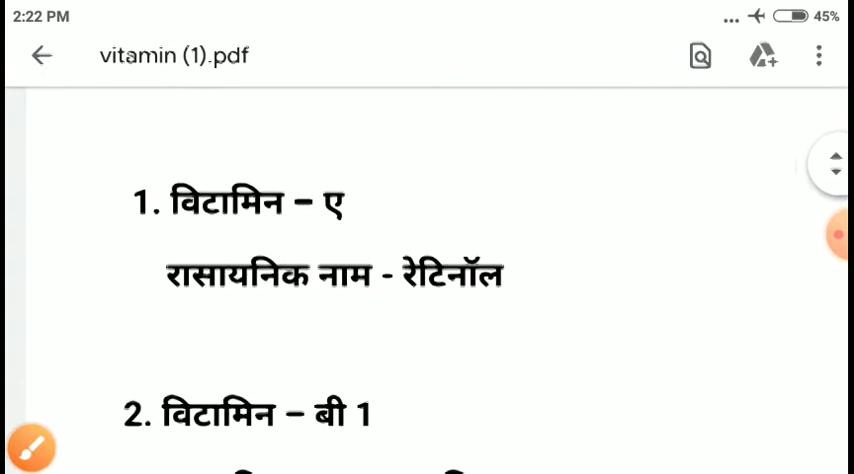 2:22 PM
... 45%
vitamin (1).pdf
1. विटामिन – ए
रासायनिक नाम - रेटिनॉल
2. विटामिन – बी 1